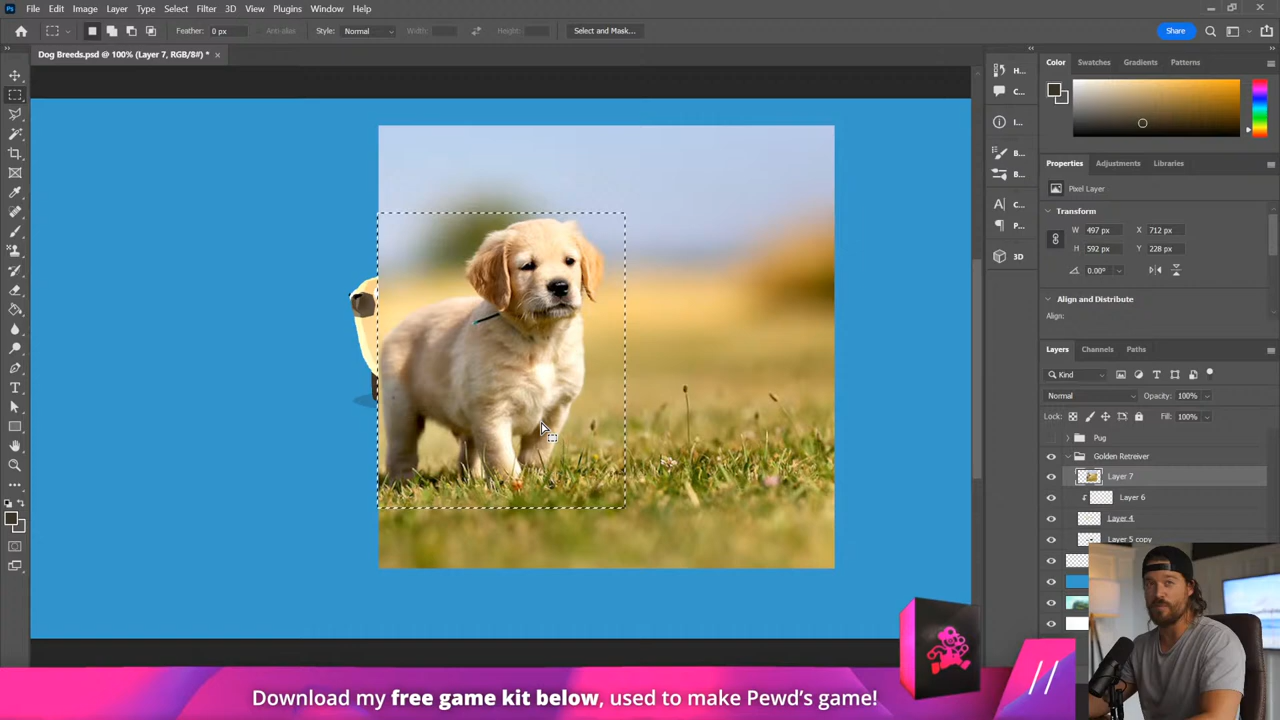 Ps File Edit Image Layer Type Select Filter 3D View Plugins Window Help
Feather: 0 px Anti-alias Style: Normal Width: Height: Select and Mask... Share
Dog Breeds.psd @ 100% (Layer 7, RGB/8#) *
H...
C...
I...
B...
B...
C...
P...
3D
Color Swatches Gradients Patterns
Properties Adjustments Libraries
Pixel Layer
Transform
W 497 px X 712 px
H 592 px Y 228 px
0.00°
Align and Distribute
Align:
Layers Channels Paths
Kind
Normal Opacity: 100%
Lock: Fill: 100%
Pug
Golden Retreiver
Layer 7
Layer 6
Layer 4
Layer 5 copy
Download my free game kit below, used to make Pewd's game!
//